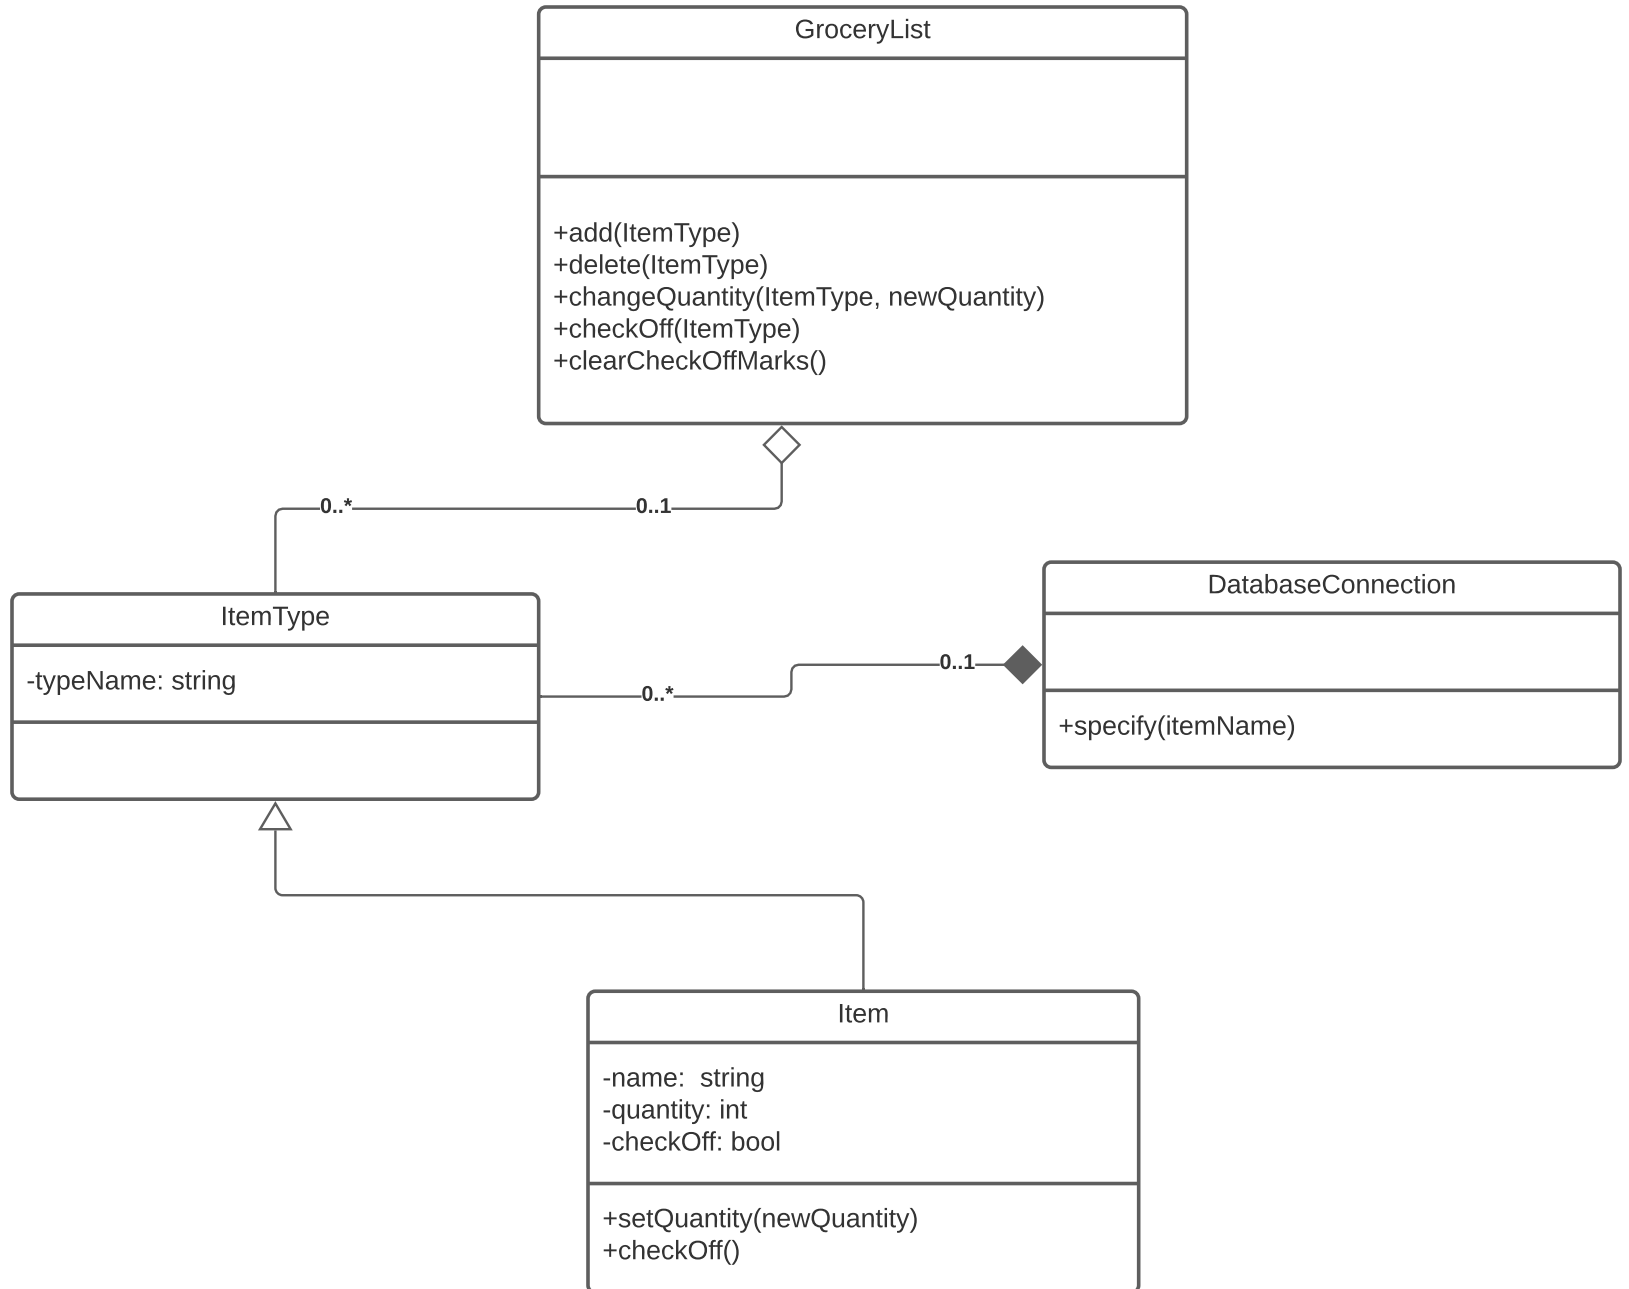 GroceryList
+add(ItemType)
+delete(ItemType)
+changeQuantity(ItemType, newQuantity)
+checkOff(ItemType)
+clearCheckOffMarks()
0..*
0..1
ItemType
-typeName: string
0..*
0..1
DatabaseConnection
+specify(itemName)
Item
-name:  string
-quantity: int
-checkOff: bool
+setQuantity(newQuantity)
+checkOff()